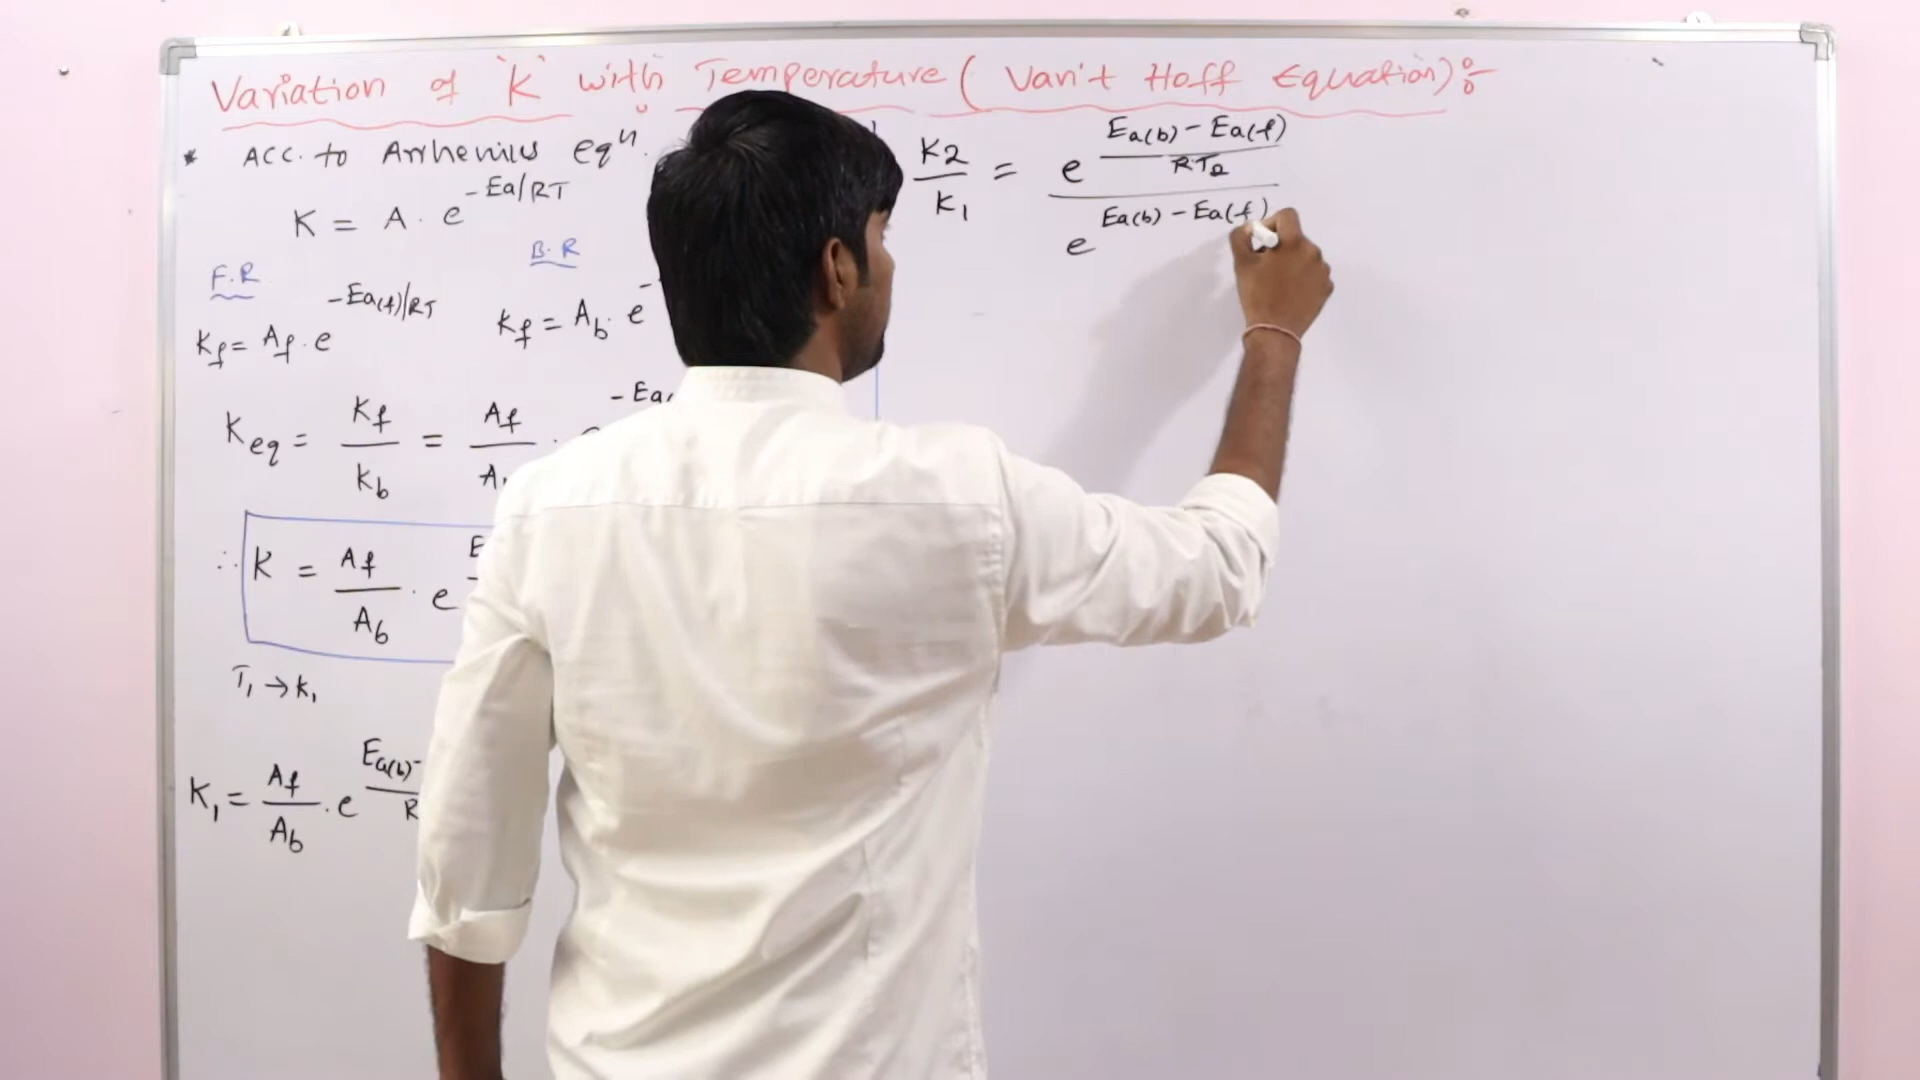 Variation of 'K' with Temperature ( Van't Hoff Equation):-
* Acc. to Arrhenius eqn.
K = A . e^-Ea/RT
F.R
Kf = Af . e^-Ea(f)/RT
B.R
Kf = Ab . e^-
Keq = Kf/Kb = Af/A . e^-Ea
∴ K = Af/Ab . e^E
T1 → K1
K1 = Af/Ab . e^Ea(b)-/R
K2/K1 = e^Ea(b) - Ea(f)/RT2
e^Ea(b) - Ea(f)